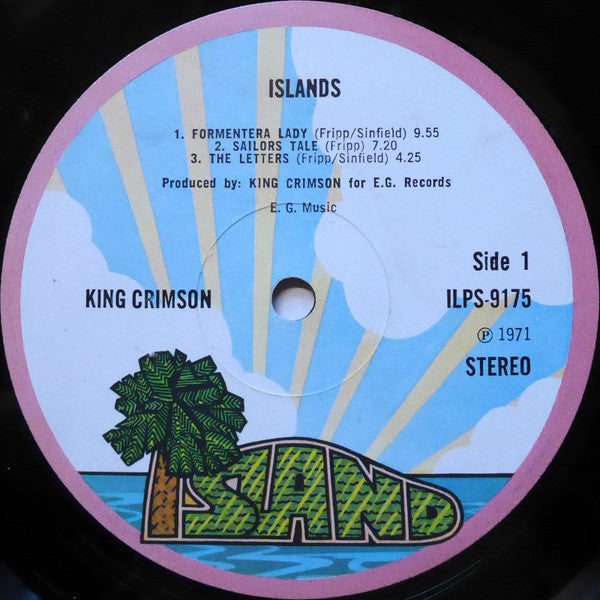 ISLANDS
1. FORMENTERA LADY (Fripp/Sinfield) 9.55
2. SAILORS TALE (Fripp) 7.20
3. THE LETTERS (Fripp/Sinfield) 4.25
Produced by: KING CRIMSON for E.G. Records
E. G. Music
Side 1
KING CRIMSON
ILPS-9175
℗ 1971
STEREO
ISLAND